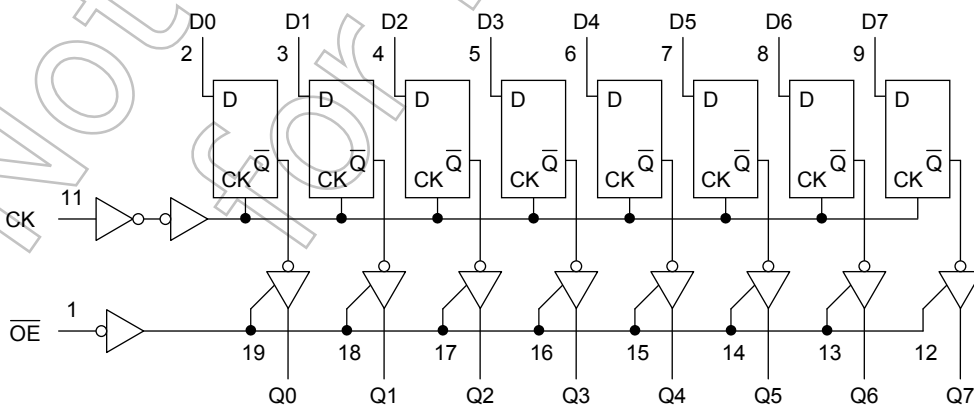 D0 D1 D2 D3 D4 D5 D6 D7
2 3 4 5 6 7 8 9
D D D D D D D D
Q̅ Q̅ Q̅ Q̅ Q̅ Q̅ Q̅ Q̅
CK CK CK CK CK CK CK CK
11
CK
1
O̅E̅
19 18 17 16 15 14 13 12
Q0 Q1 Q2 Q3 Q4 Q5 Q6 Q7
Not
for